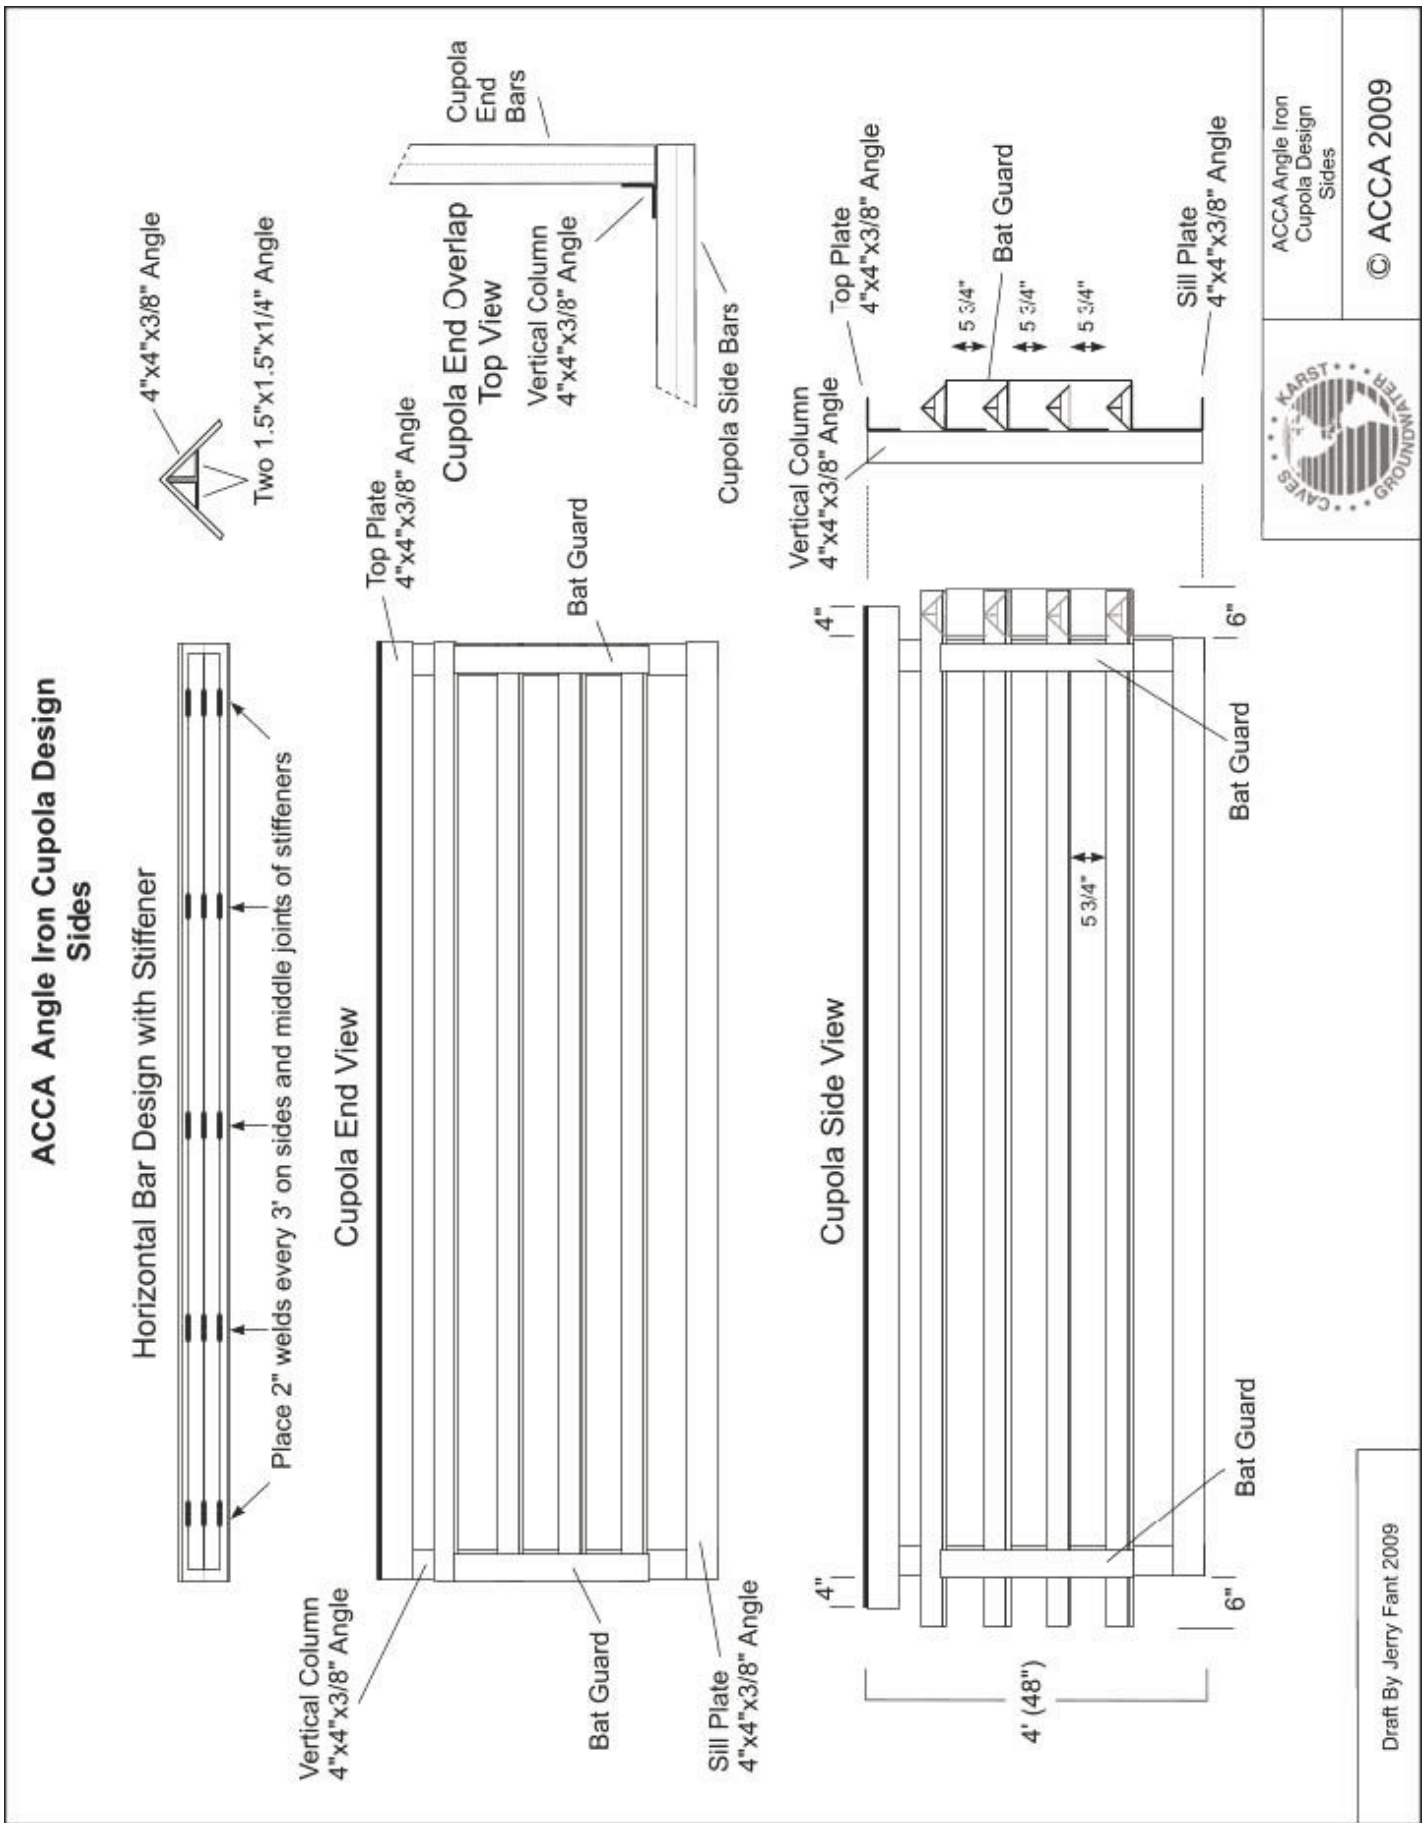 ACCA Angle Iron Cupola Design
Sides
Horizontal Bar Design with Stiffener
4"x4"x3/8" Angle
Two 1.5"x1.5"x1/4" Angle
Place 2" welds every 3' on sides and middle joints of stiffeners
Cupola End View
Vertical Column
4"x4"x3/8" Angle
Top Plate
4"x4"x3/8" Angle
Bat Guard
Bat Guard
Sill Plate
4"x4"x3/8" Angle
Cupola End Overlap
Top View
Cupola
End
Bars
Vertical Column
4"x4"x3/8" Angle
Cupola Side Bars
Cupola Side View
4"
4"
4' (48")
5 3/4"
6"
6"
Bat Guard
Bat Guard
Vertical Column
4"x4"x3/8" Angle
Top Plate
4"x4"x3/8" Angle
5 3/4"
5 3/4"
5 3/4"
Bat Guard
Sill Plate
4"x4"x3/8" Angle
Draft By Jerry Fant 2009
CAVES
KARST
GROUNDWATER
ACCA Angle Iron
Cupola Design
Sides
© ACCA 2009